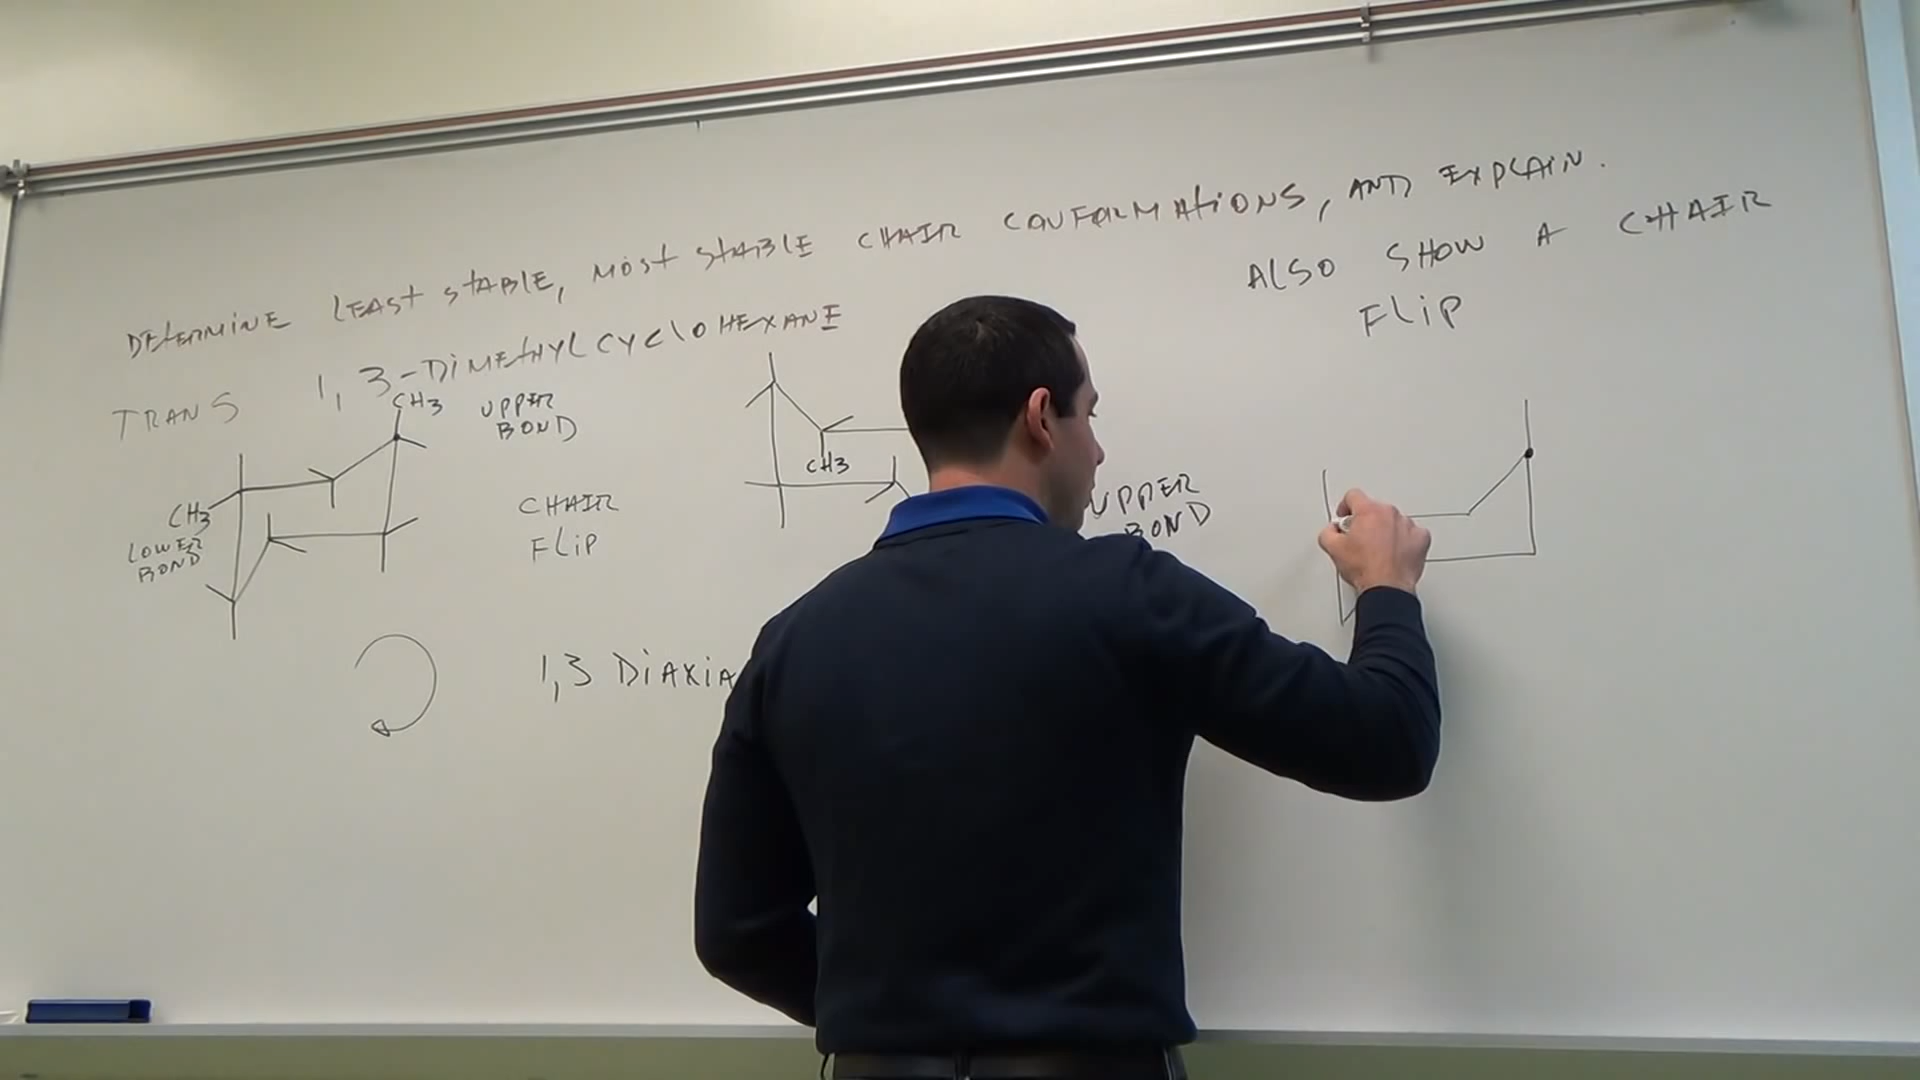 DETERMINE LEAST STABLE, MOST STABLE CHAIR CONFORMATIONS, AND EXPLAIN.
ALSO SHOW A CHAIR
FLIP
TRANS 1,3-DIMETHYLCYCLOHEXANE
CH3
UPPER
BOND
CH3
LOWER
BOND
CHAIR
FLIP
CH3
UPPER
BOND
1,3 DIAXIA